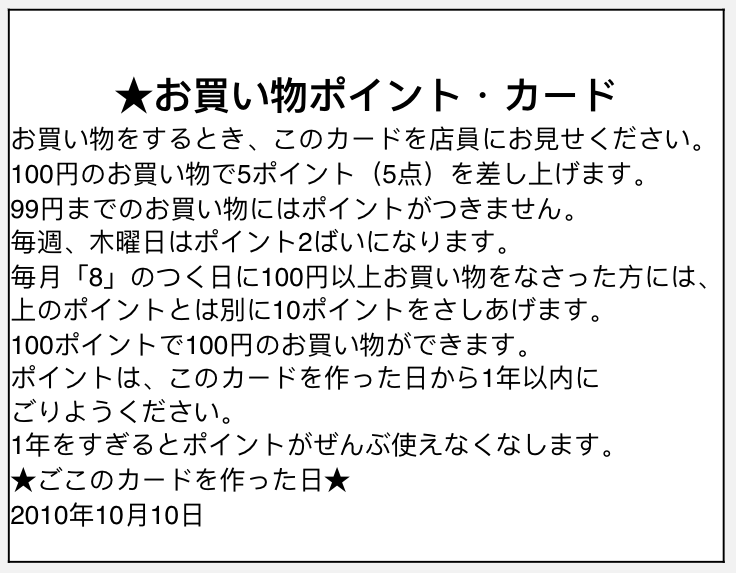 ★お買い物ポイント・カード
お買い物をするとき、このカードを店員にお見せください。
100円のお買い物で5ポイント（5点）を差し上げます。
99円までのお買い物にはポイントがつきません。
毎週、木曜日はポイント2ばいになります。
毎月「8」のつく日に100円以上お買い物をなさった方には、
上のポイントとは別に10ポイントをさしあげます。
100ポイントで100円のお買い物ができます。
ポイントは、このカードを作った日から1年以内に
ごりようください。
1年をすぎるとポイントがぜんぶ使えなくなします。
★ごこのカードを作った日★
2010年10月10日